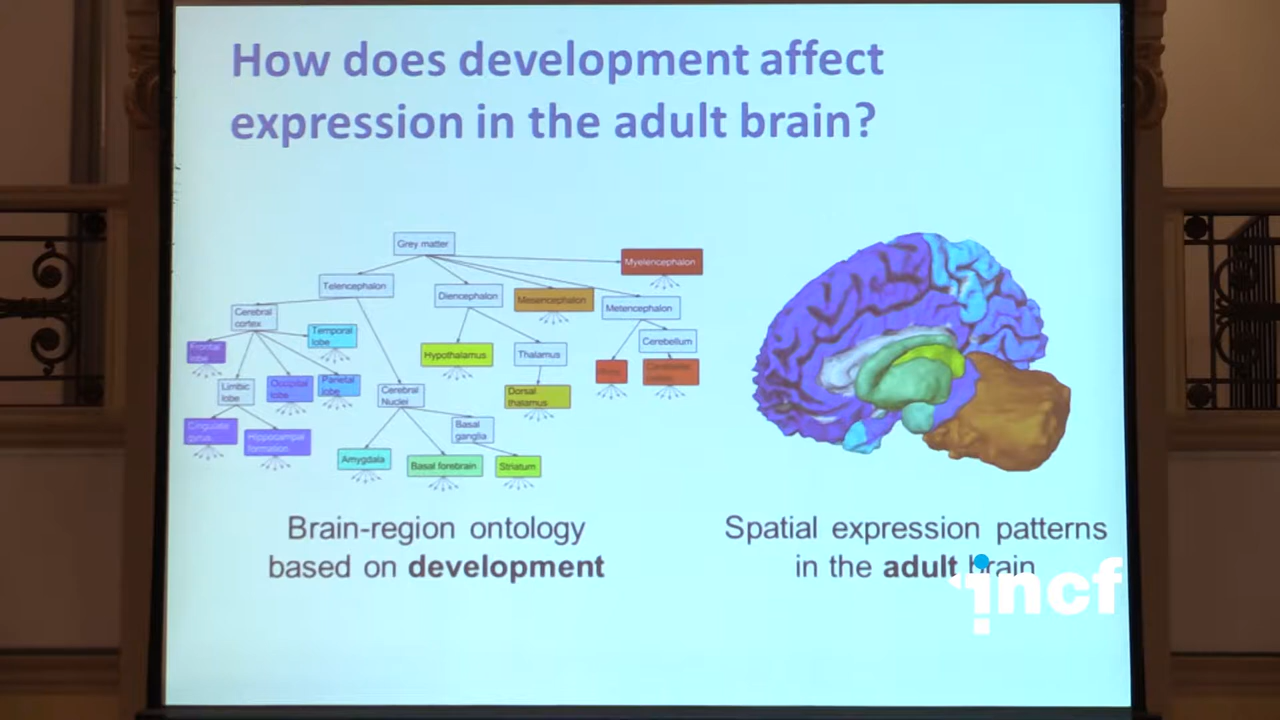 How does development affect
expression in the adult brain?
Grey matter
Myelencephalon
Telencephalon
Diencephalon
Mesencephalon
Metencephalon
Cerebral
cortex
Temporal
lobe
Cerebellum
Frontal
lobe
Hypothalamus
Thalamus
Limbic
lobe
Occipital
lobe
Parietal
lobe
Cerebral
Nuclei
Dorsal
thalamus
Cingulate
gyrus
Hippocampal
formation
Basal
ganglia
Amygdala
Basal forebrain
Striatum
Brain-region ontology
based on development
Spatial expression patterns
in the adult brain
incf